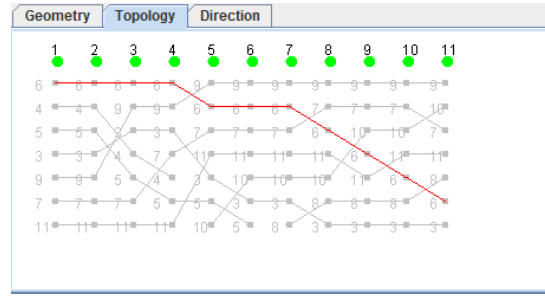 Geometry Topology Direction
1 2 3 4 5 6 7 8 9 10 11
6 6 6 6 9 9 9 9 9 9 9
4 4 9 9 6 6 6 7 7 7 10
5 5 3 3 7 7 7 6 10 10 7
3 3 4 7 11 11 11 11 6 11 11
9 9 5 4 3 10 10 10 11 6 8
7 7 7 5 5 3 3 8 8 8 6
11 11 11 11 10 5 8 3 3 3 3